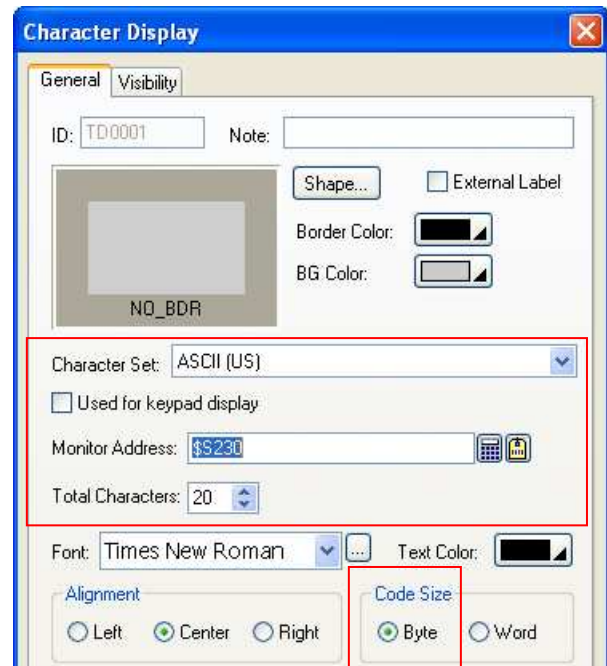 Character Display
General Visibility
ID: TD0001 Note:
Shape... External Label
Border Color:
BG Color:
NO_BDR
Character Set: ASCII (US)
Used for keypad display
Monitor Address: $S230
Total Characters: 20
Font: Times New Roman ... Text Color:
Alignment Code Size
Left Center Right Byte Word